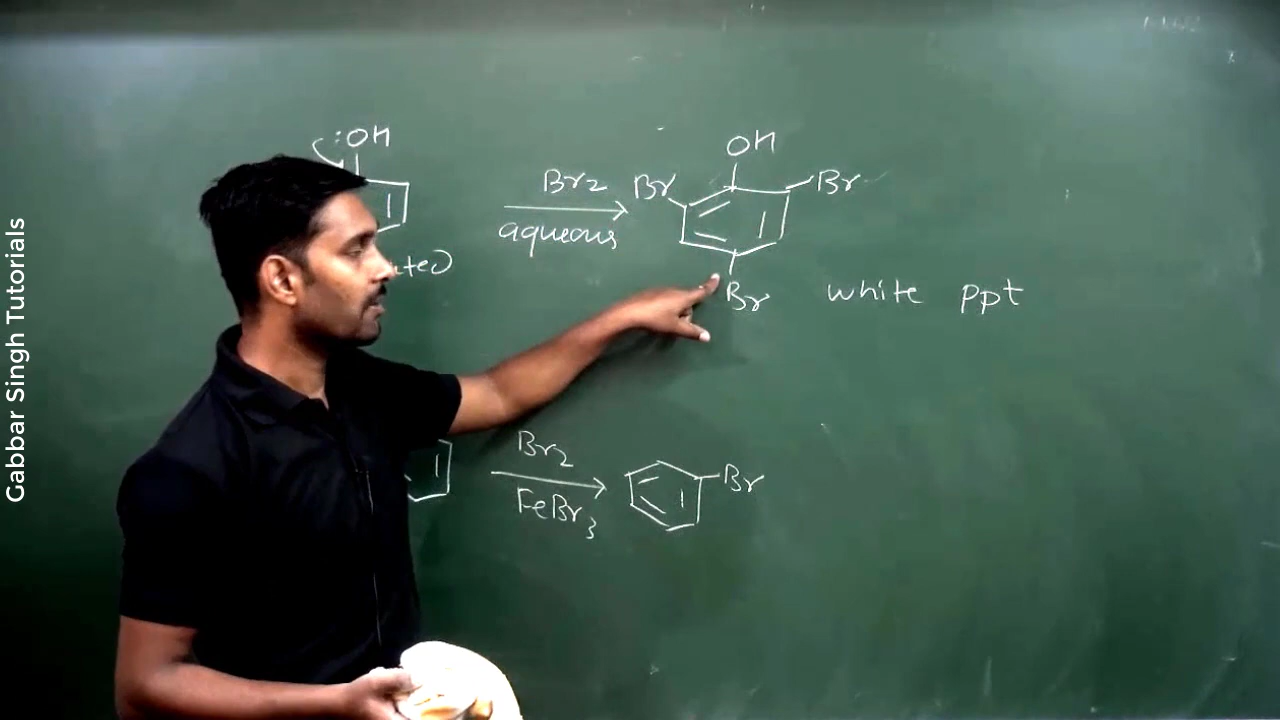 Gabbar Singh Tutorials
:OH
Br2
aqueous
OH
Br
Br
Br
white ppt
Br2
FeBr3
Br